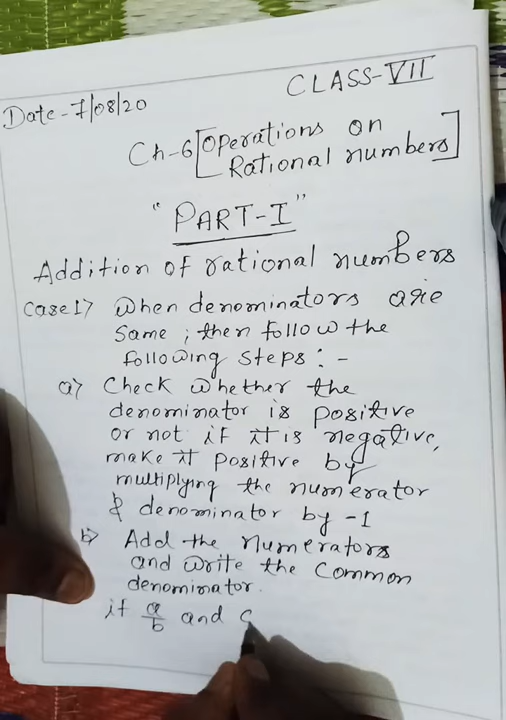 CLASS-VII
Date-7/08/20
Ch-6 [Operations on
Rational numbers]
"PART-I"
Addition of rational numbers
Case 1> When denominators are
same ; then follow the
following steps : -
a> Check whether the
denominator is positive
or not if it is negative,
make it positive by
multiplying the numerator
& denominator by -1
b> Add the numerators
and write the common
denominator.
if a/b and